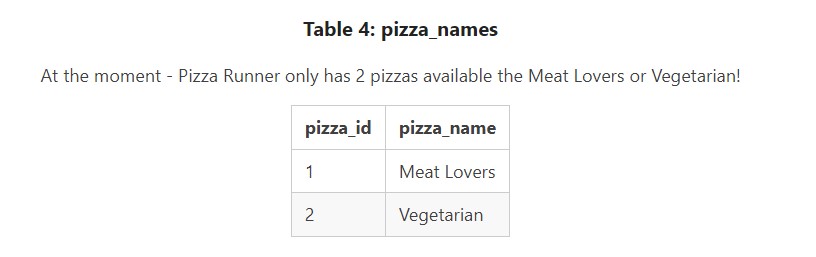 Table 4: pizza_names
At the moment - Pizza Runner only has 2 pizzas available the Meat Lovers or Vegetarian!
pizza_id pizza_name
1 Meat Lovers
2 Vegetarian